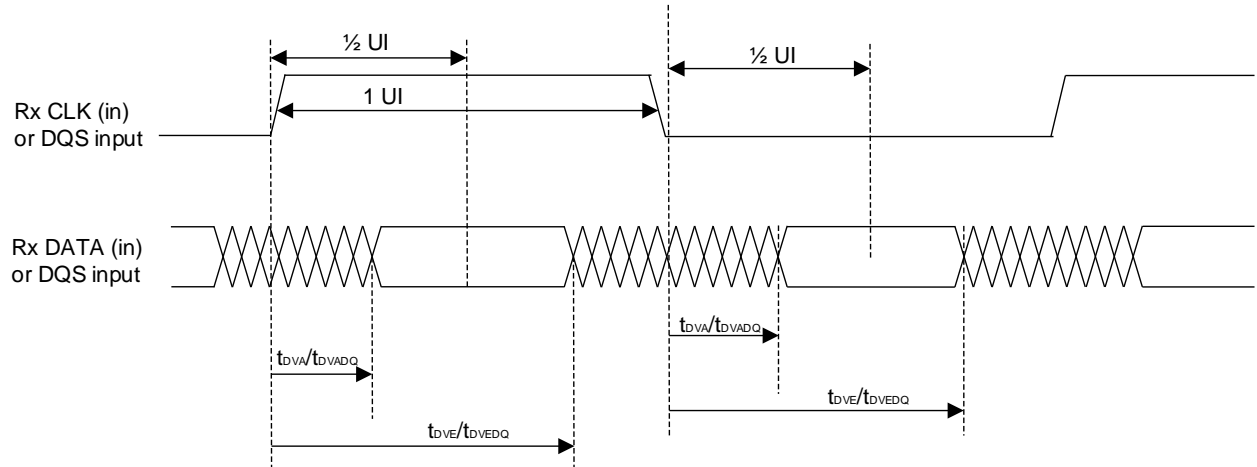 ½ UI
½ UI
1 UI
Rx CLK (in)
or DQS input
Rx DATA (in)
or DQS input
tDVA/tDVADQ
tDVA/tDVADQ
tDVE/tDVEDQ
tDVE/tDVEDQ